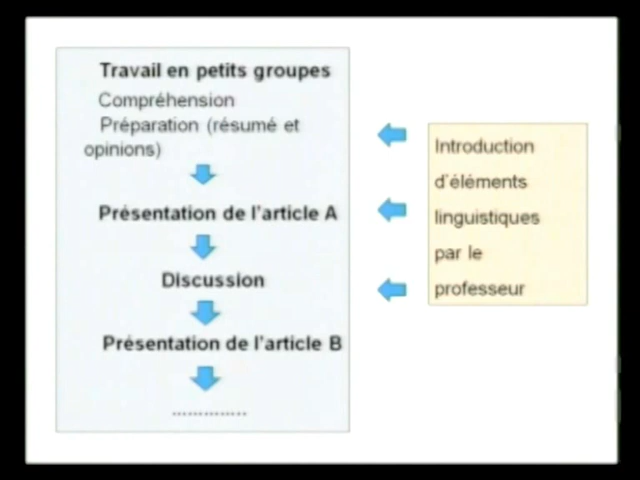 Travail en petits groupes
Compréhension
Préparation (résumé et
opinions)
Présentation de l'article A
Discussion
Présentation de l'article B
.............
Introduction
d'éléments
linguistiques
par le
professeur